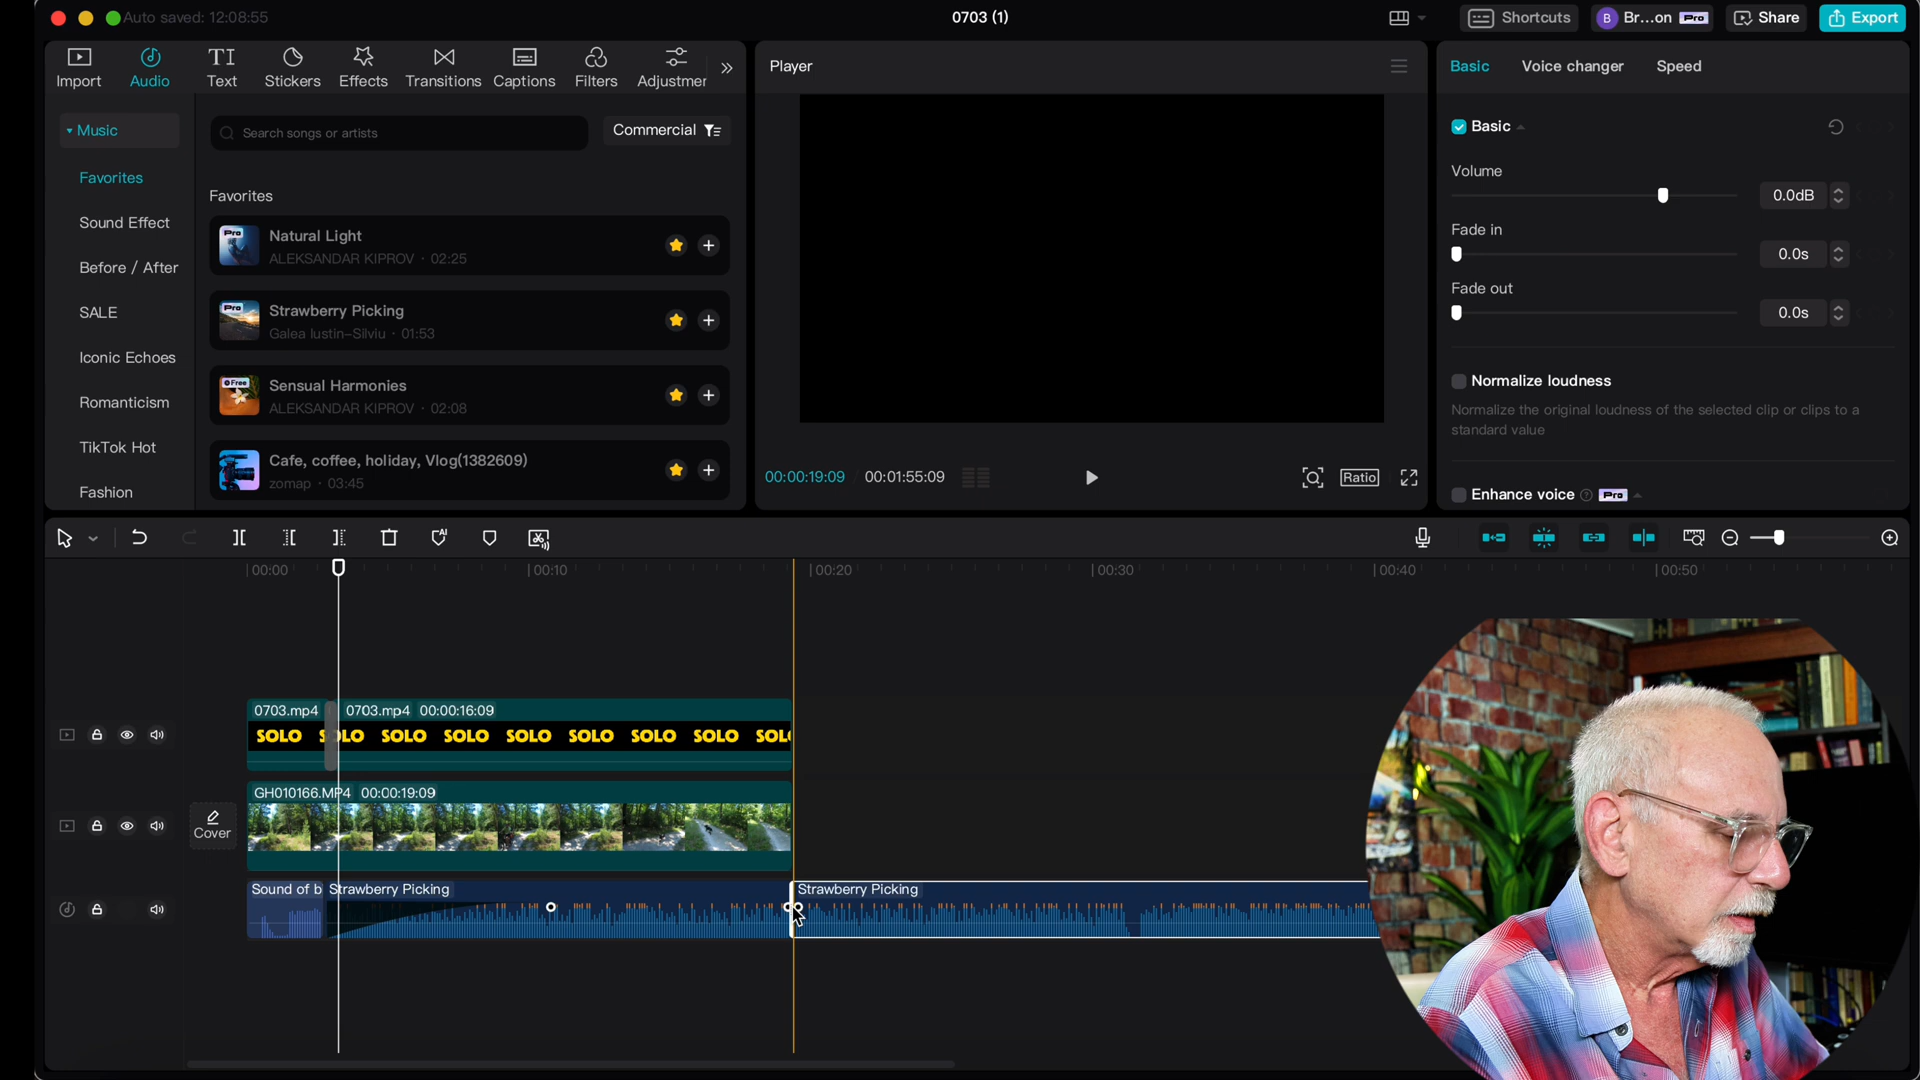 Auto saved: 12:08:55
0703 (1)
Shortcuts
B
Br...on
Pro
Share
Export
Import
Audio
TI
Text
Stickers
Effects
Transitions
Captions
Filters
Adjustmer
Player
Basic
Voice changer
Speed
Music
Favorites
Sound Effect
Before / After
SALE
Iconic Echoes
Romanticism
TikTok Hot
Fashion
Search songs or artists
Commercial
Favorites
Pro
Natural Light
ALEKSANDAR KIPROV · 02:25
Pro
Strawberry Picking
Galea Iustin-Silviu · 01:53
Free
Sensual Harmonies
ALEKSANDAR KIPROV · 02:08
Cafe, coffee, holiday, Vlog(1382609)
zomap · 03:45
00:00:19:09
00:01:55:09
Ratio
Basic
Volume
0.0dB
Fade in
0.0s
Fade out
0.0s
Normalize loudness
Normalize the original loudness of the selected clip or clips to a
standard value
Enhance voice
Pro
00:00
00:10
00:20
00:30
00:40
00:50
0703.mp4
0703.mp4 00:00:16:09
SOLO SOLO SOLO SOLO SOLO SOLO SOLO SOLO SOL
GH010166.MP4 00:00:19:09
Cover
Sound of b
Strawberry Picking
Strawberry Picking